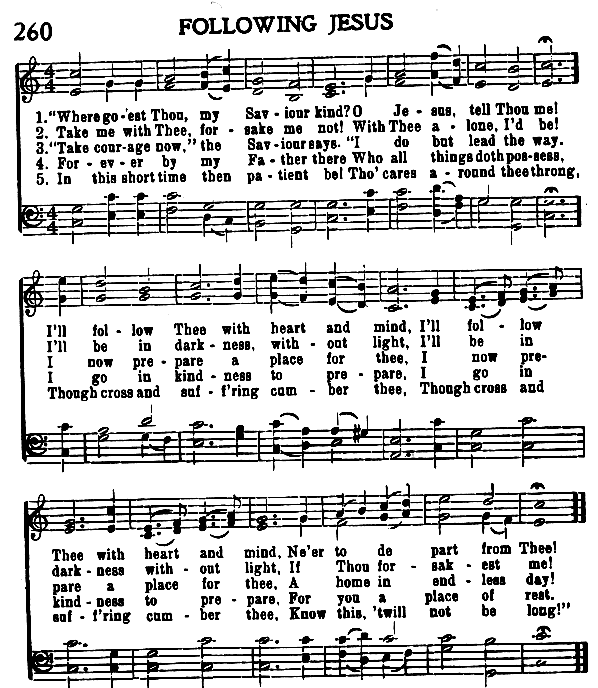 260 FOLLOWING JESUS
1. "Where go-est Thou, my Sav-iour kind? O Je-sus, tell Thou me!
2. Take me with Thee, for-sake me not! With Thee a-lone, I'd be!
3. "Take cour-age now," the Sav-iour says. "I do but lead the way.
4. For-ev-er by my Fa-ther there Who all things doth pos-sess,
5. In this short time then pa-tient be! Tho' cares a-round thee throng,
I'll fol-low Thee with heart and mind, I'll fol-low
I'll be in dark-ness, with-out light, I'll be in
I now pre-pare a place for thee, I now pre-
I go in kind-ness to pre-pare, I go in
Though cross and suf-f'ring cum-ber thee, Though cross and
Thee with heart and mind, Ne'er to de part from Thee!
dark-ness with-out light, If Thou for-sak-est me!
pare a place for thee, A home in end-less day!
kind-ness to pre-pare, For you a place of rest.
suf-f'ring cum-ber thee, Know this, 'twill not be long!"